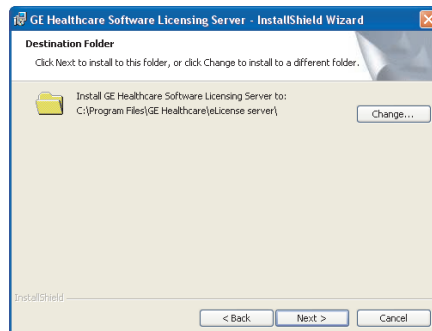 GE Healthcare Software Licensing Server - InstallShield Wizard
Destination Folder
Click Next to install to this folder, or click Change to install to a different folder.
Install GE Healthcare Software Licensing Server to:
C:\Program Files\GE Healthcare\eLicense server\
Change...
InstallShield
< Back
Next >
Cancel